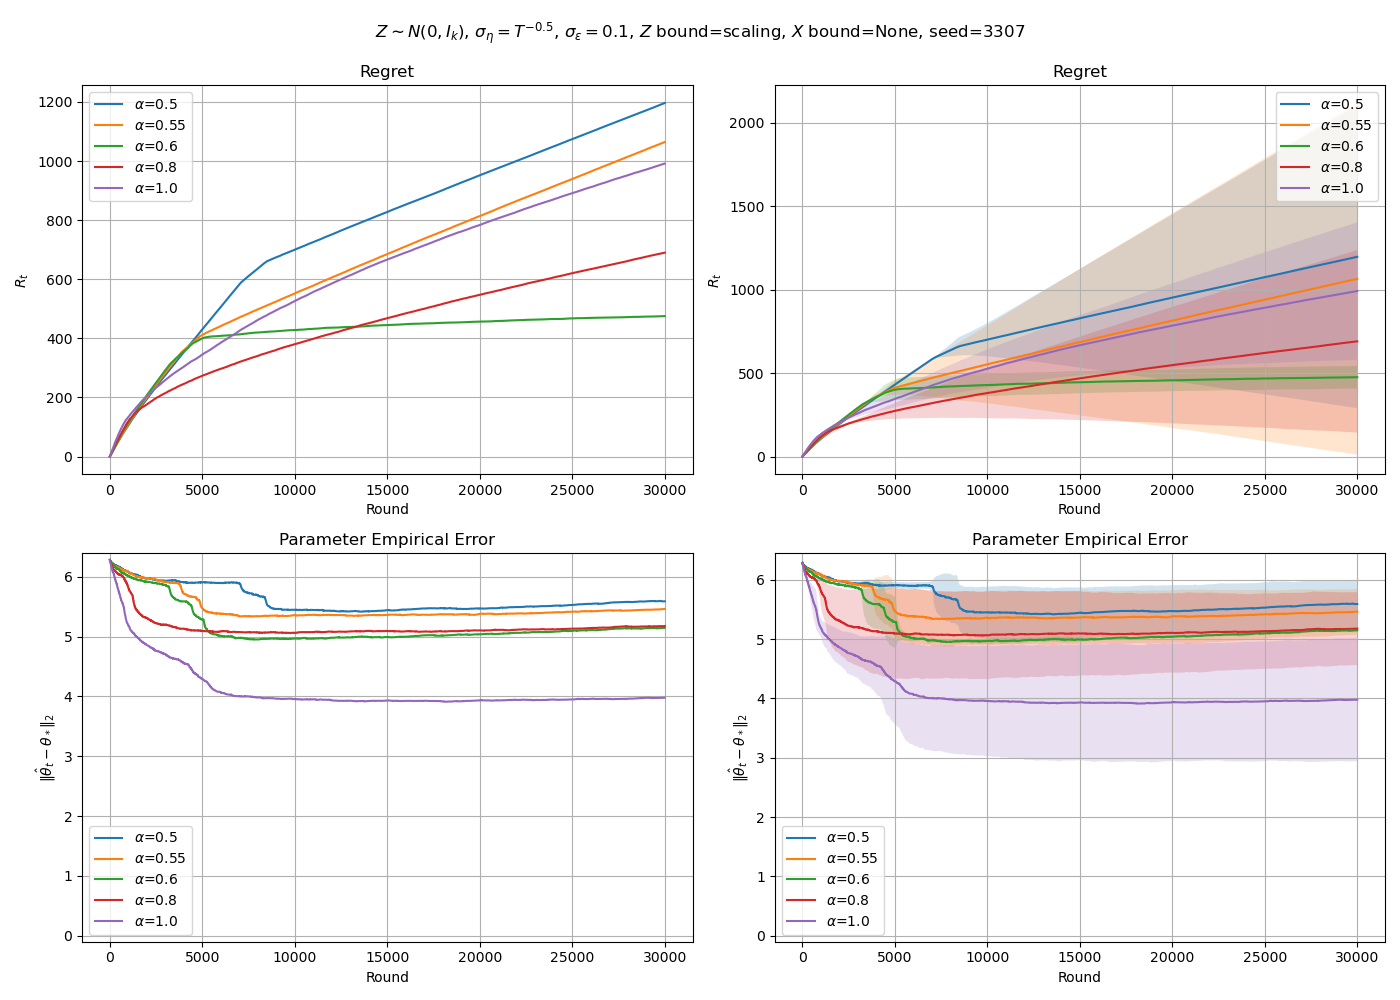 Z ~ N(0, I_k), σ_η = T^{-0.5}, σ_ε = 0.1, Z bound=scaling, X bound=None, seed=3307
Regret
R_t
1200
1000
800
600
400
200
0
α=0.5
α=0.55
α=0.6
α=0.8
α=1.0
0 5000 10000 15000 20000 25000 30000
Round
Regret
R_t
2000
1500
1000
500
0
α=0.5
α=0.55
α=0.6
α=0.8
α=1.0
0 5000 10000 15000 20000 25000 30000
Round
Parameter Empirical Error
‖θ̂_t − θ_*‖_2
6
5
4
3
2
1
0
α=0.5
α=0.55
α=0.6
α=0.8
α=1.0
0 5000 10000 15000 20000 25000 30000
Round
Parameter Empirical Error
‖θ̂_t − θ_*‖_2
6
5
4
3
2
1
0
α=0.5
α=0.55
α=0.6
α=0.8
α=1.0
0 5000 10000 15000 20000 25000 30000
Round